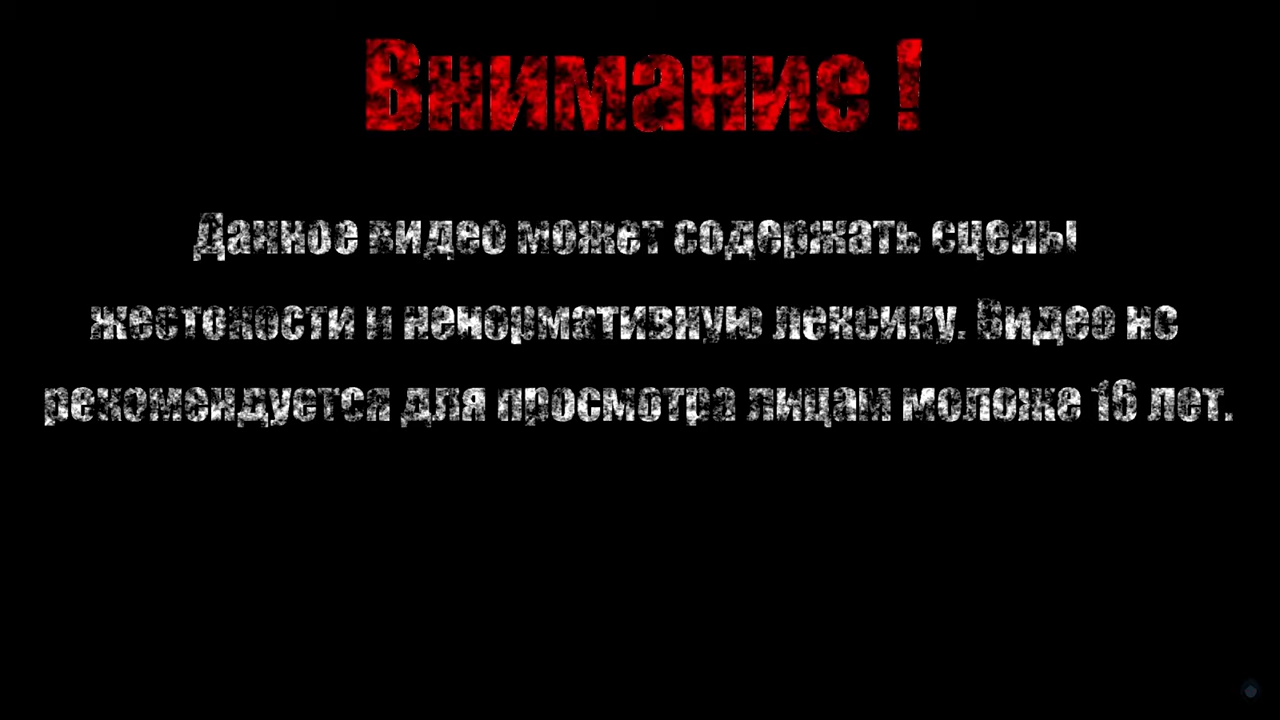 Внимание !
Данное видео может содержать сцены
жестокости и ненормативную лексику. Видео не
рекомендуется для просмотра лицам моложе 16 лет.